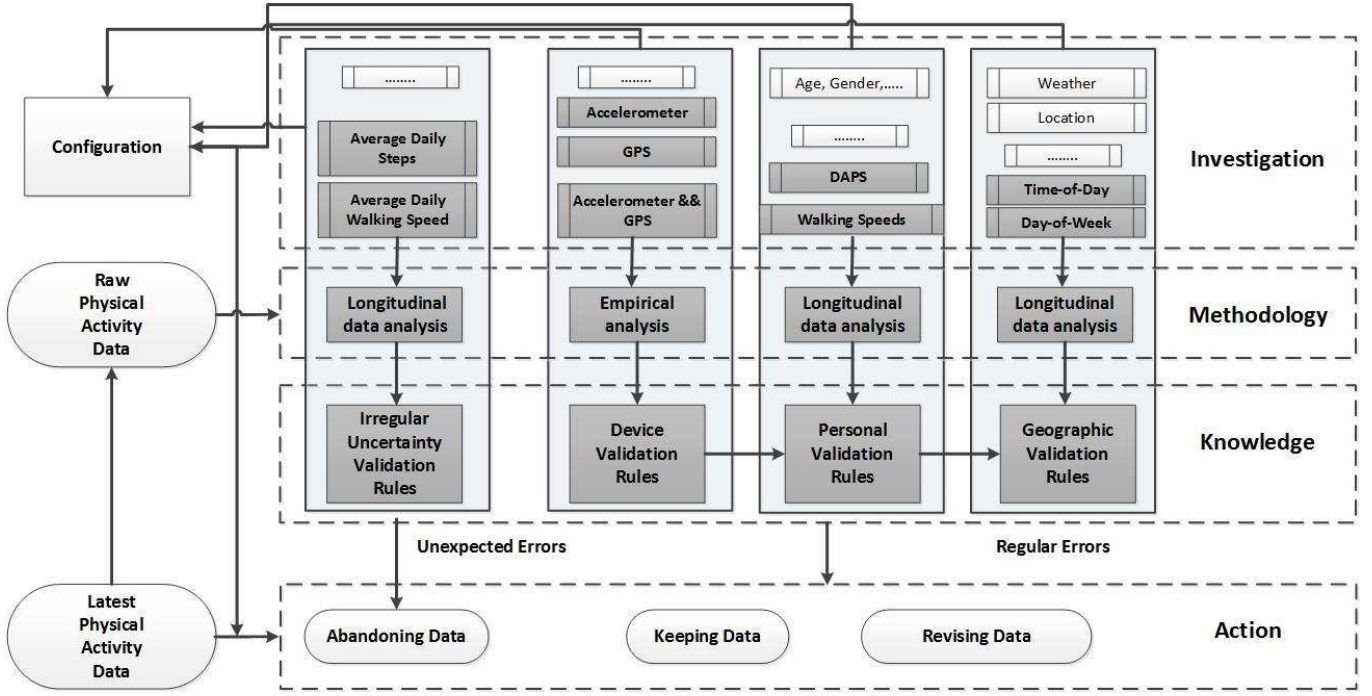 ........
Average Daily
Steps
Average Daily
Walking Speed
........
Accelerometer
GPS
Accelerometer &&
GPS
Age, Gender,.....
........
DAPS
Walking Speeds
Weather
Location
........
Time-of-Day
Day-of-Week
Investigation
Configuration
Raw
Physical
Activity
Data
Longitudinal
data analysis
Empirical
analysis
Longitudinal
data analysis
Longitudinal
data analysis
Methodology
Irregular
Uncertainty
Validation
Rules
Device
Validation
Rules
Personal
Validation
Rules
Geographic
Validation
Rules
Knowledge
Unexpected Errors
Regular Errors
Latest
Physical
Activity
Data
Abandoning Data
Keeping Data
Revising Data
Action